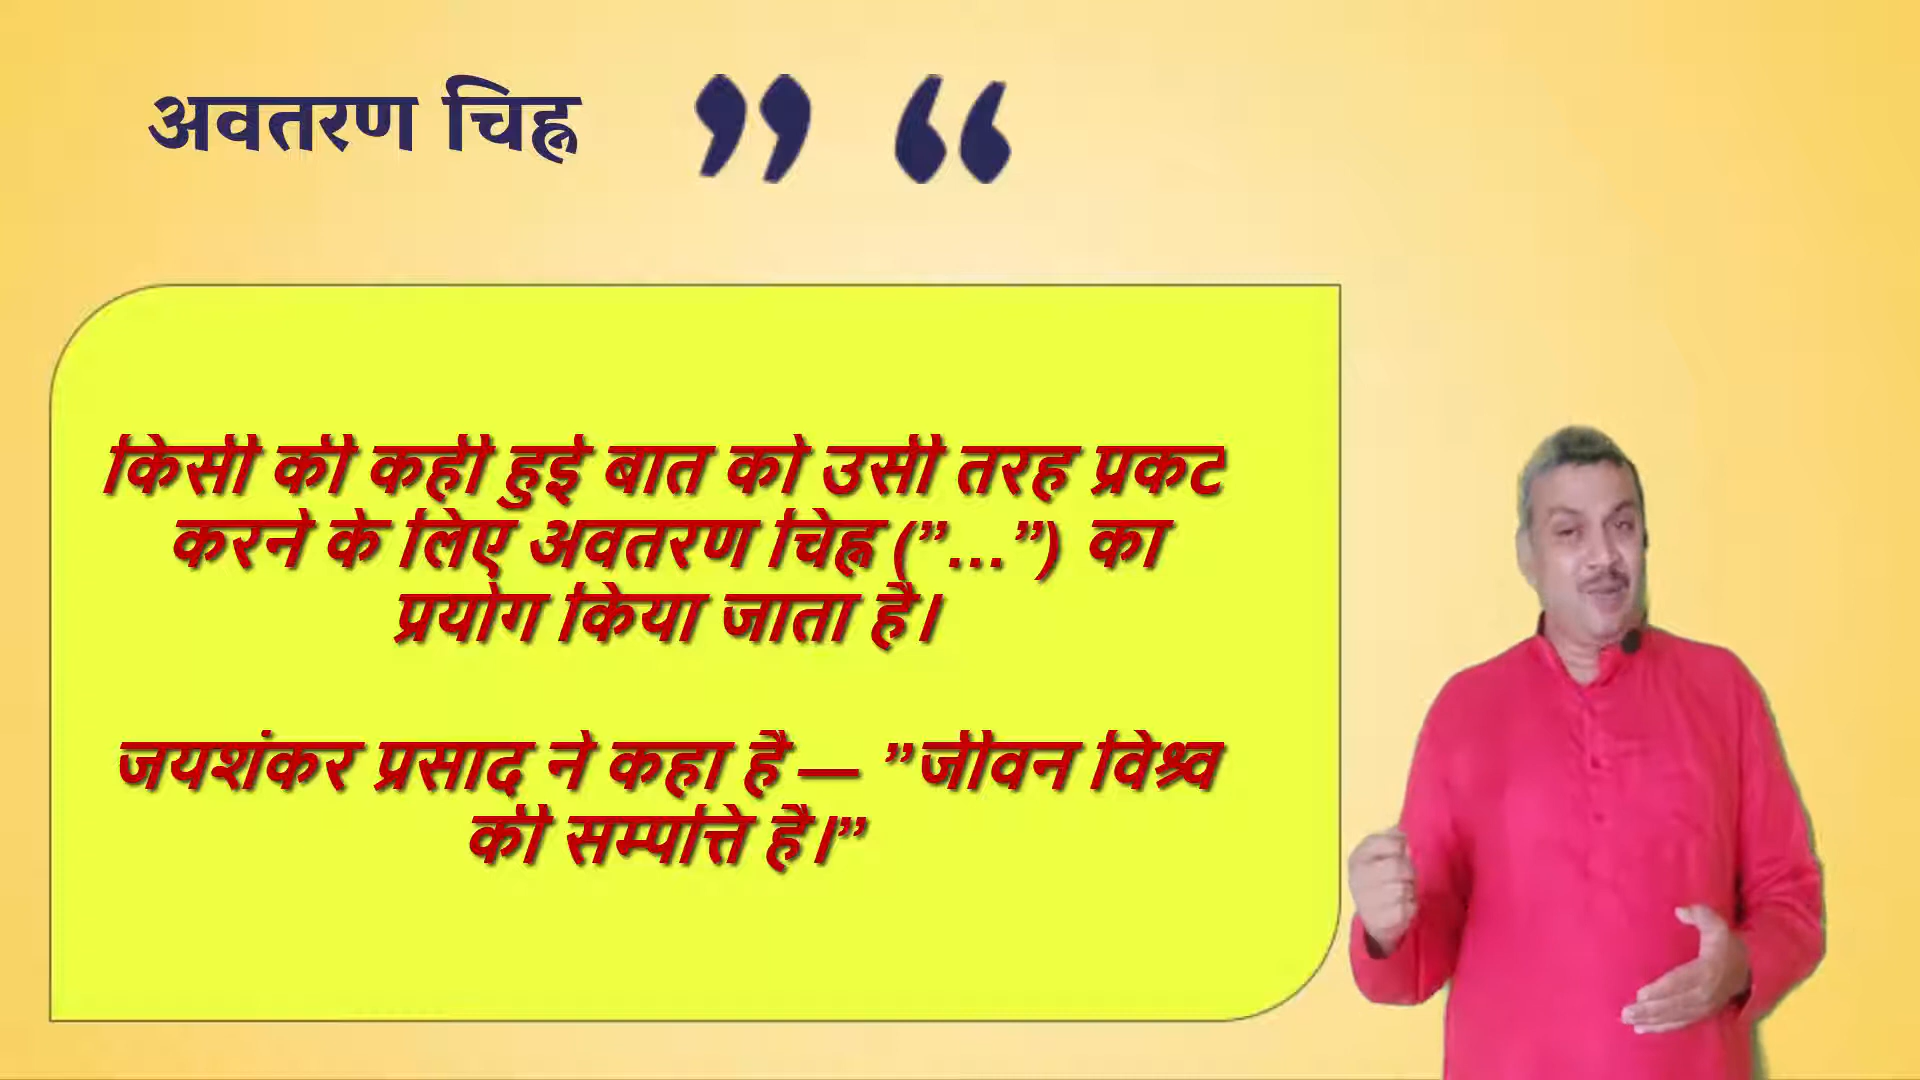 अवतरण चिह्न ” “
किसी की कही हुई बात को उसी तरह प्रकट
करने के लिए अवतरण चिह्न (”…”) का
प्रयोग किया जाता है।
जयशंकर प्रसाद ने कहा है — ”जीवन विश्व
की सम्पत्ति है।”